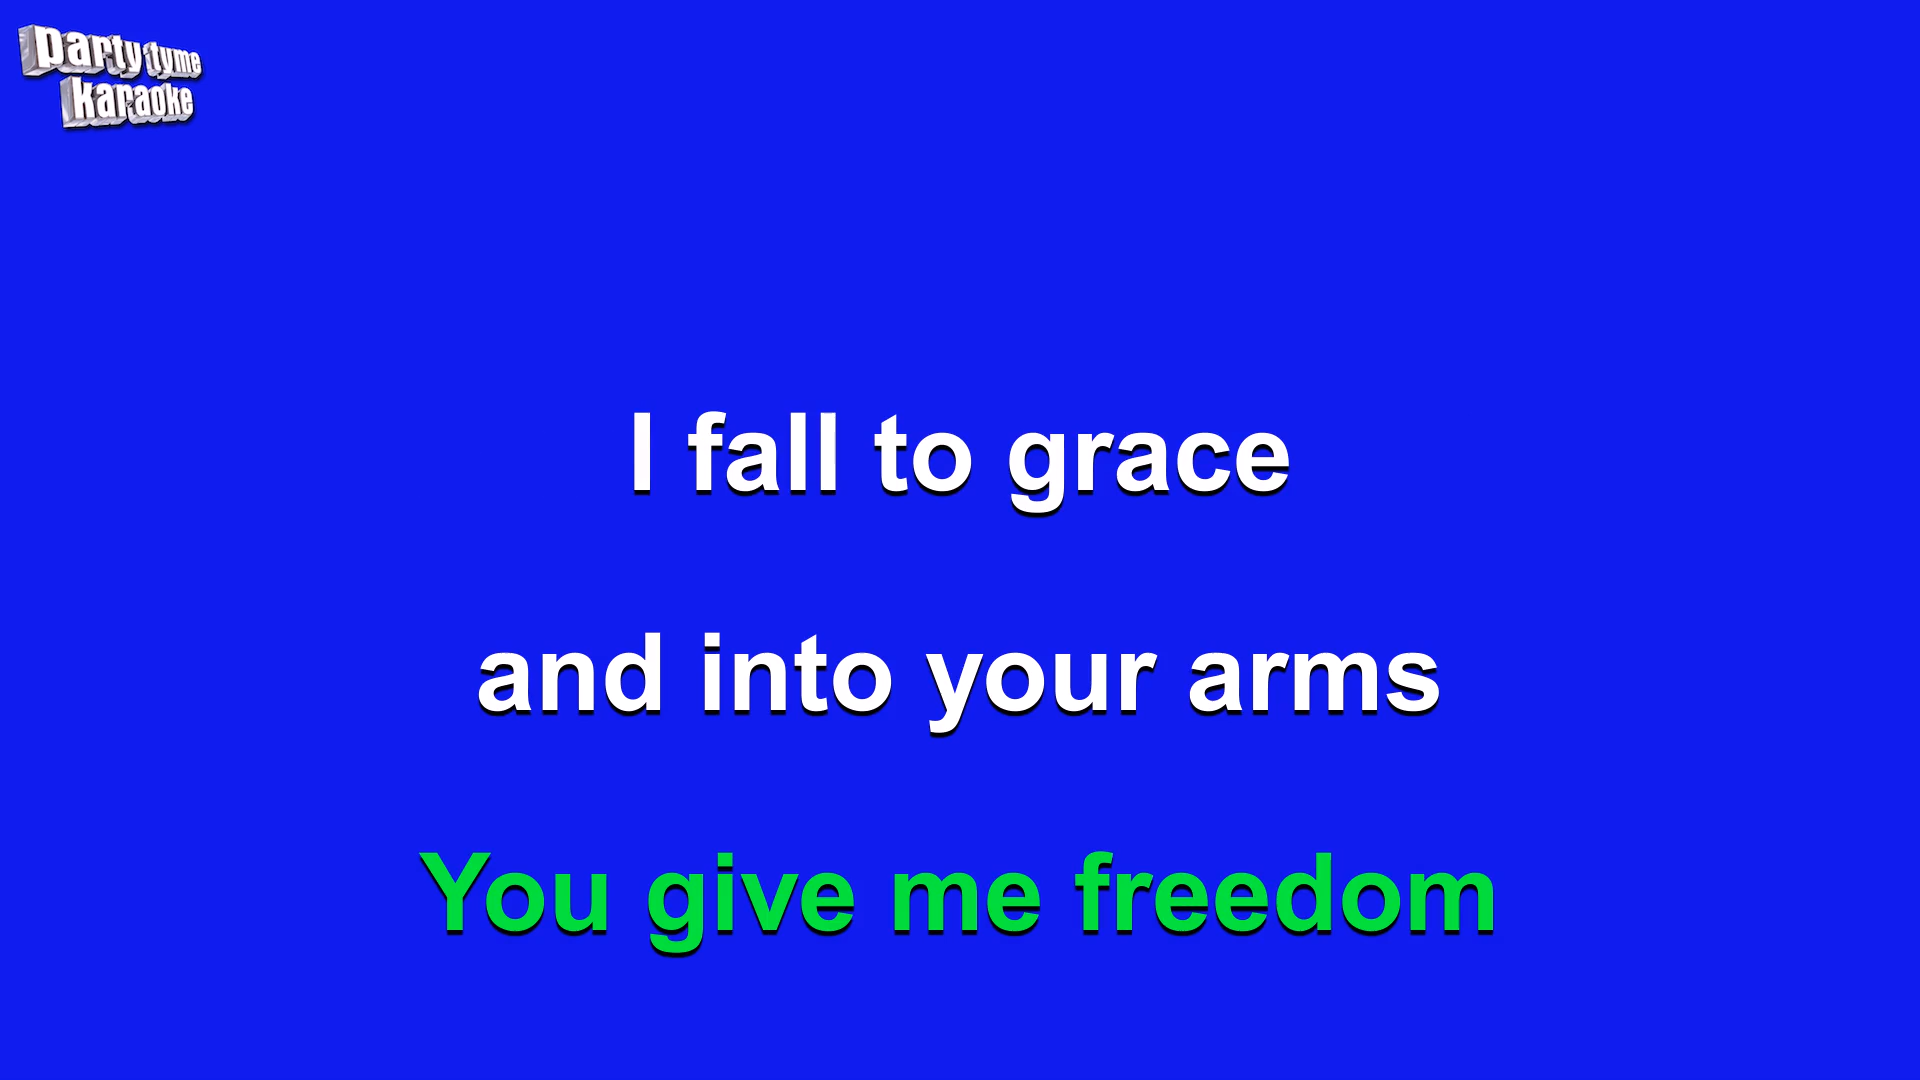 party tyme
karaoke
I fall to grace
and into your arms
You give me freedom